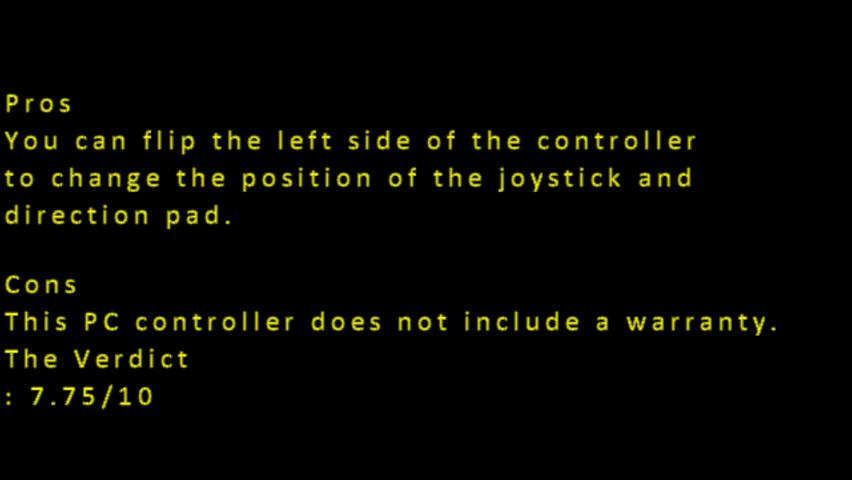 Pros
You can flip the left side of the controller
to change the position of the joystick and
direction pad.
Cons
This PC controller does not include a warranty.
The Verdict
: 7.75/10